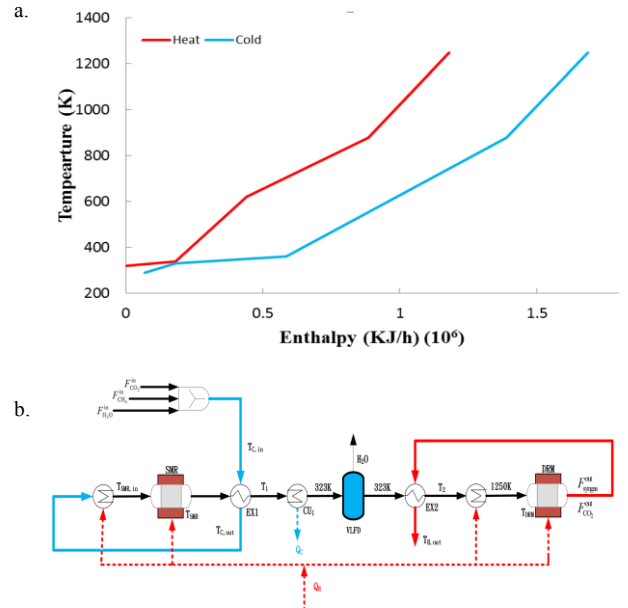 a.
1400
Heat Cold
1200
1000
800
600
400
200
Tempearture (K)
0 0.5 1 1.5
Enthalpy (KJ/h) (10⁶)
b.
F^in_CO₂
F^in_CH₄
F^in_H₂O
T_C, in
H₂O
SMR
DRM
T_SMR, in
T₁
323K
323K
T₂
1250K
F^out_syngas
F^out_CO₂
T_SMR
EX1
CU₁
VLFD
EX2
T_DRM
T_C, out
Q_C
T_H, out
Q_H